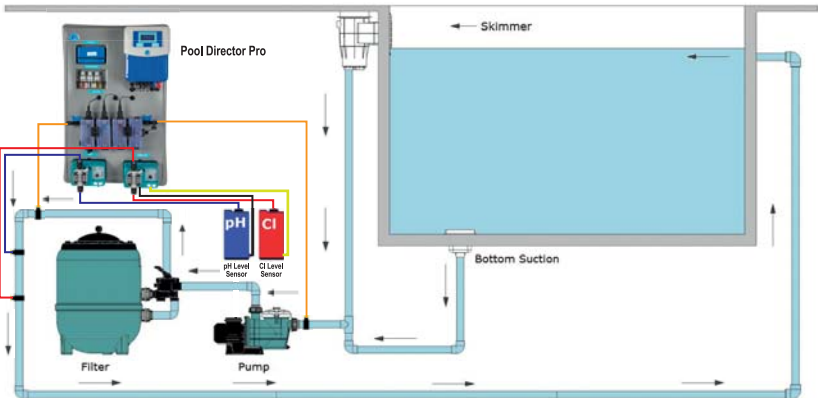 Skimmer
Pool Director Pro
pH
Cl
pH Level
Sensor
Cl Level
Sensor
Bottom Suction
Filter
Pump